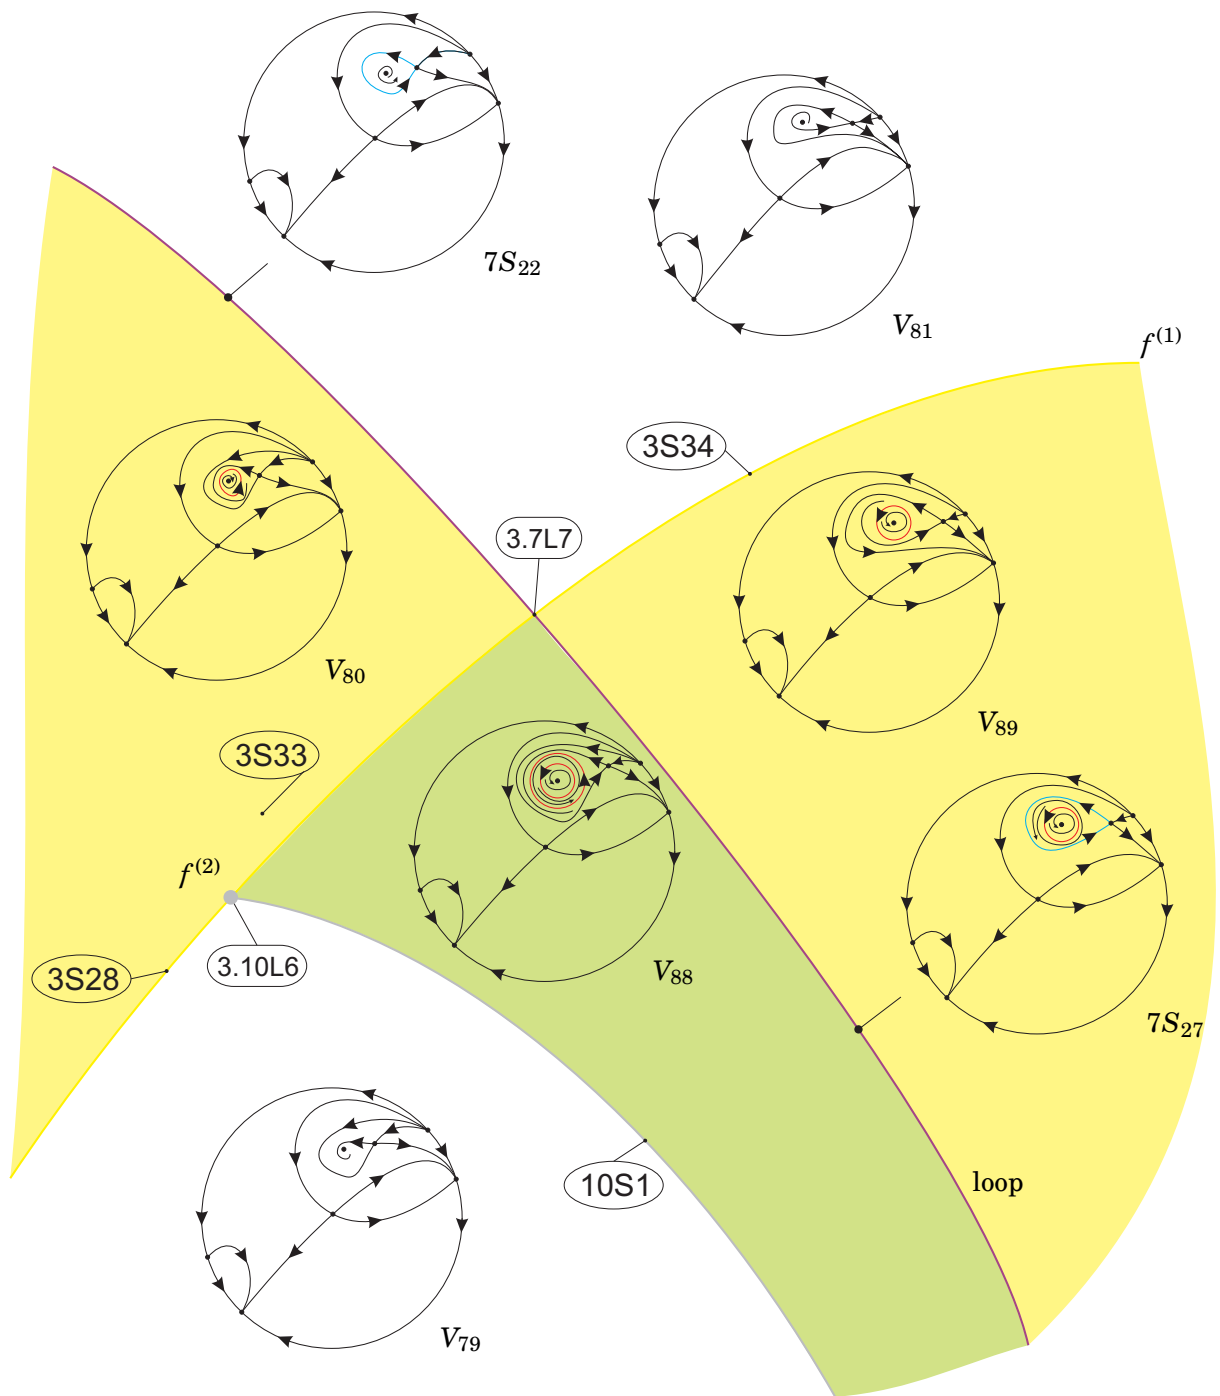 7S₂₂
V₈₁
f⁽¹⁾
3S34
3.7L7
V₈₀
V₈₉
3S33
f⁽²⁾
3S28
3.10L6
V₈₈
7S₂₇
10S1
loop
V₇₉